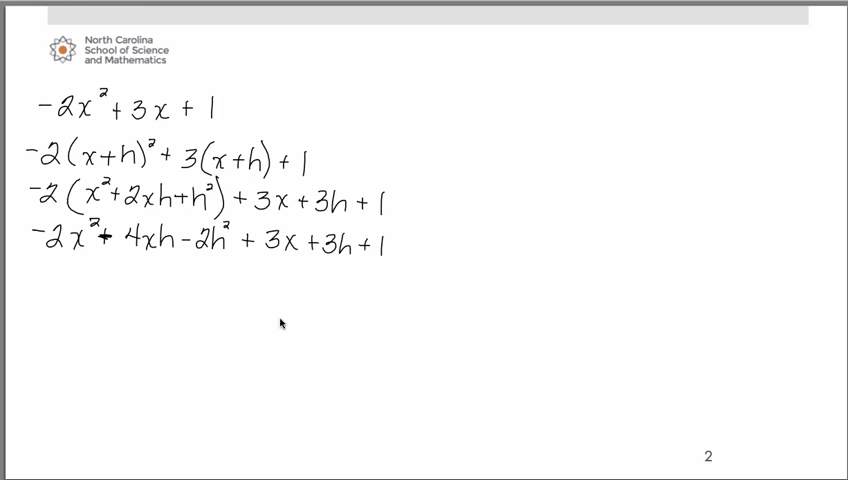 North Carolina
School of Science
and Mathematics
-2x² + 3x + 1
-2(x+h)² + 3(x+h) + 1
-2(x²+2xh+h²) + 3x + 3h + 1
-2x² - 4xh - 2h² + 3x + 3h + 1
2